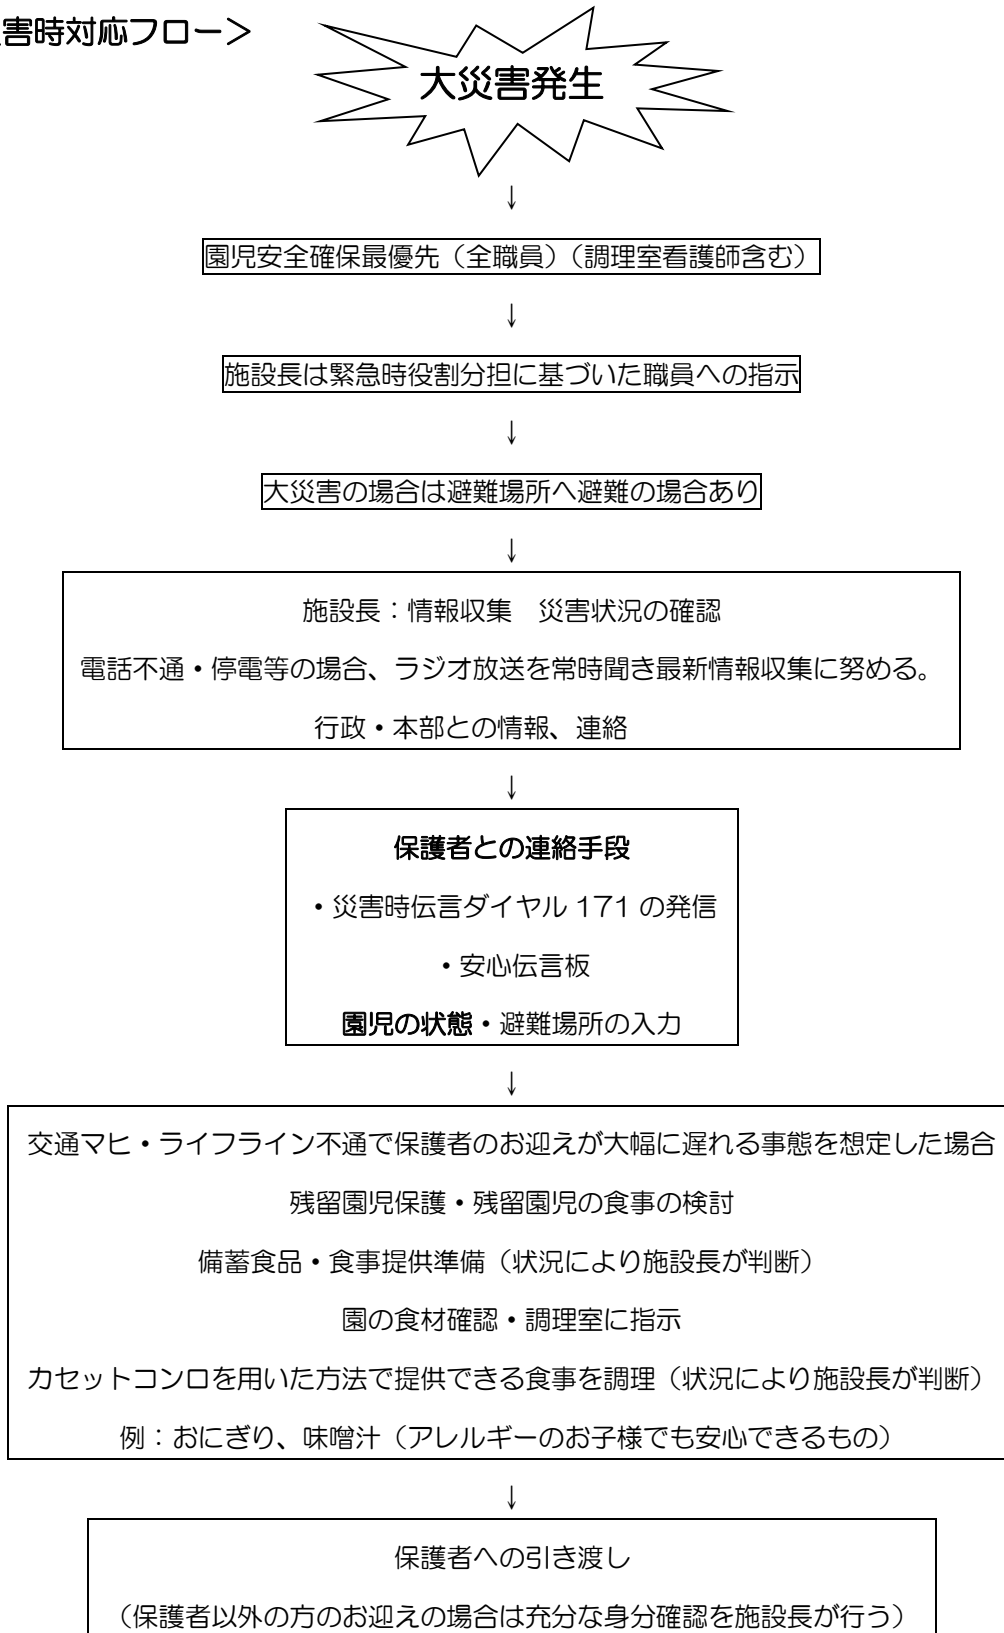 害時対応フロー＞
大災害発生
↓
園児安全確保最優先（全職員）（調理室看護師含む）
↓
施設長は緊急時役割分担に基づいた職員への指示
↓
大災害の場合は避難場所へ避難の場合あり
↓
施設長：情報収集　災害状況の確認
電話不通・停電等の場合、ラジオ放送を常時聞き最新情報収集に努める。
行政・本部との情報、連絡
↓
保護者との連絡手段
・災害時伝言ダイヤル 171 の発信
・安心伝言板
園児の状態・避難場所の入力
↓
交通マヒ・ライフライン不通で保護者のお迎えが大幅に遅れる事態を想定した場合
残留園児保護・残留園児の食事の検討
備蓄食品・食事提供準備（状況により施設長が判断）
園の食材確認・調理室に指示
カセットコンロを用いた方法で提供できる食事を調理（状況により施設長が判断）
例：おにぎり、味噌汁（アレルギーのお子様でも安心できるもの）
↓
保護者への引き渡し
（保護者以外の方のお迎えの場合は充分な身分確認を施設長が行う）